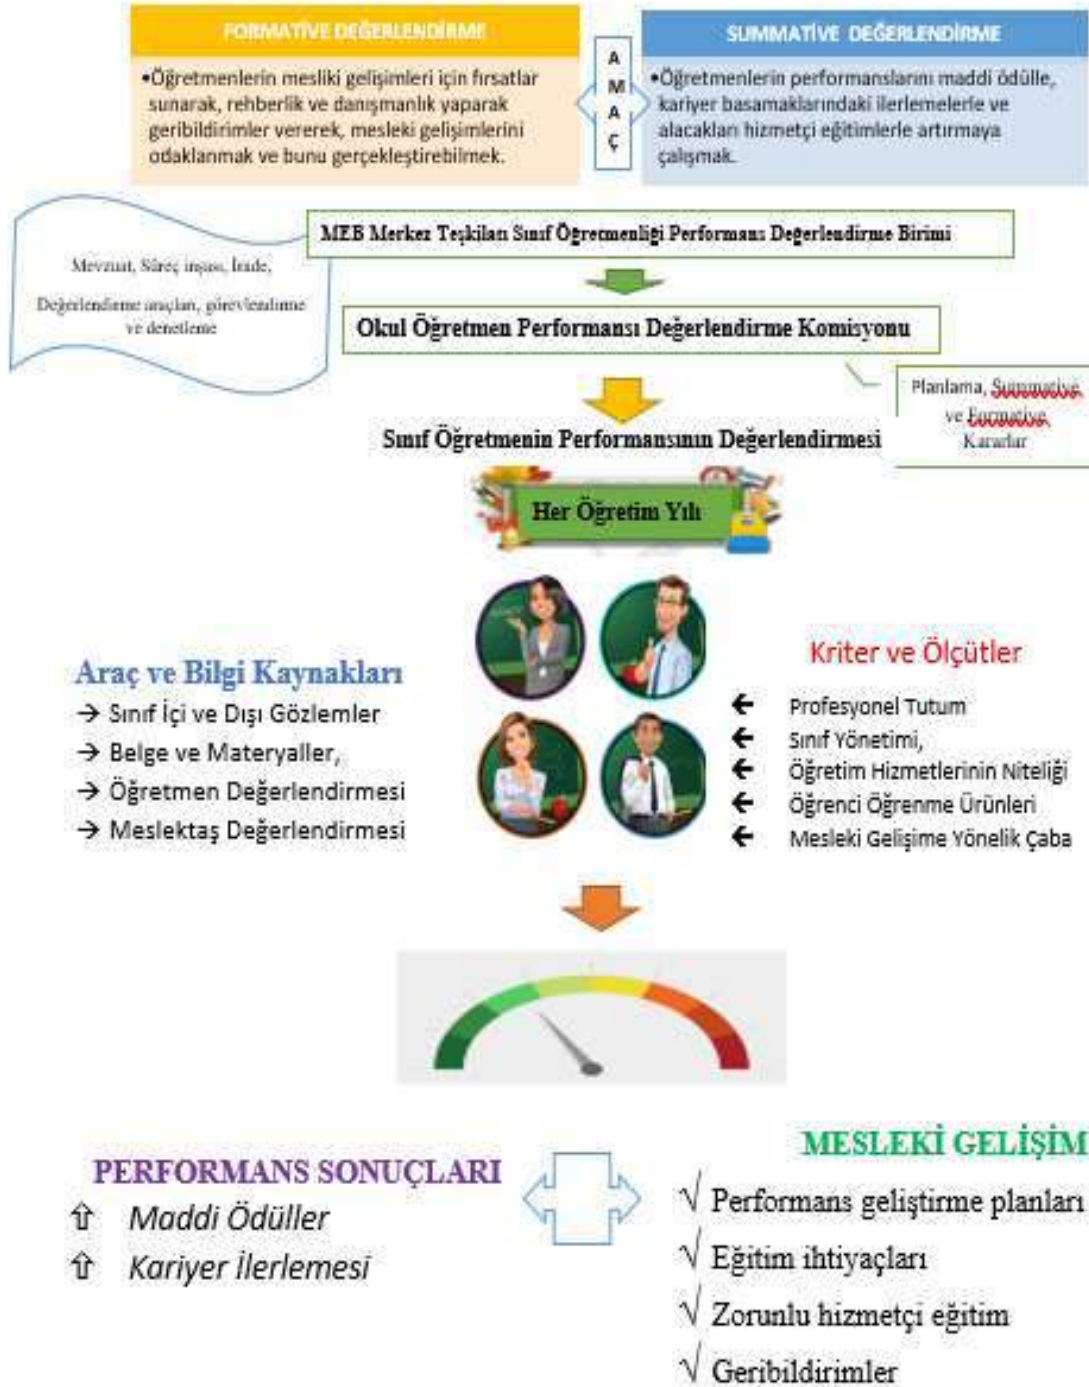 FORMATİVE DEĞERLENDİRME
•Öğretmenlerin mesliki gelişimleri için fırsatlar
sunarak, rehberlik ve danışmanlık yaparak
geribildirimler vererek, mesleki gelişimlerini
odaklanmak ve bunu gerçekleştirebilmek.
A
M
A
Ç
SUMMATİVE DEĞERLENDİRME
•Öğretmenlerin performanslarını maddi ödülle,
kariyer basamaklarındaki ilerlemelerle ve
alacakları hizmetçi eğitimlerle artırmaya
çalışmak.
MEB Merkez Teşkilatı Sınıf Öğretmenliği Performans Değerlendirme Birimi
Mevzuat, Süreç inşası, İrade,
Değerlendirme araçları, görevlendirme
ve denetleme
Okul Öğretmen Performansı Değerlendirme Komisyonu
Planlama, Summative
ve Formative
Kararlar
Sınıf Öğretmenin Performansının Değerlendirmesi
Her Öğretim Yılı
Araç ve Bilgi Kaynakları
→ Sınıf İçi ve Dışı Gözlemler
→ Belge ve Materyaller,
→ Öğretmen Değerlendirmesi
→ Meslektaş Değerlendirmesi
Kriter ve Ölçütler
← Profesyonel Tutum
← Sınıf Yönetimi,
← Öğretim Hizmetlerinin Niteliği
← Öğrenci Öğrenme Ürünleri
← Mesleki Gelişime Yönelik Çaba
PERFORMANS SONUÇLARI
⇧ Maddi Ödüller
⇧ Kariyer İlerlemesi
MESLEKİ GELİŞİM
√ Performans geliştirme planları
√ Eğitim ihtiyaçları
√ Zorunlu hizmetçi eğitim
√ Geribildirimler